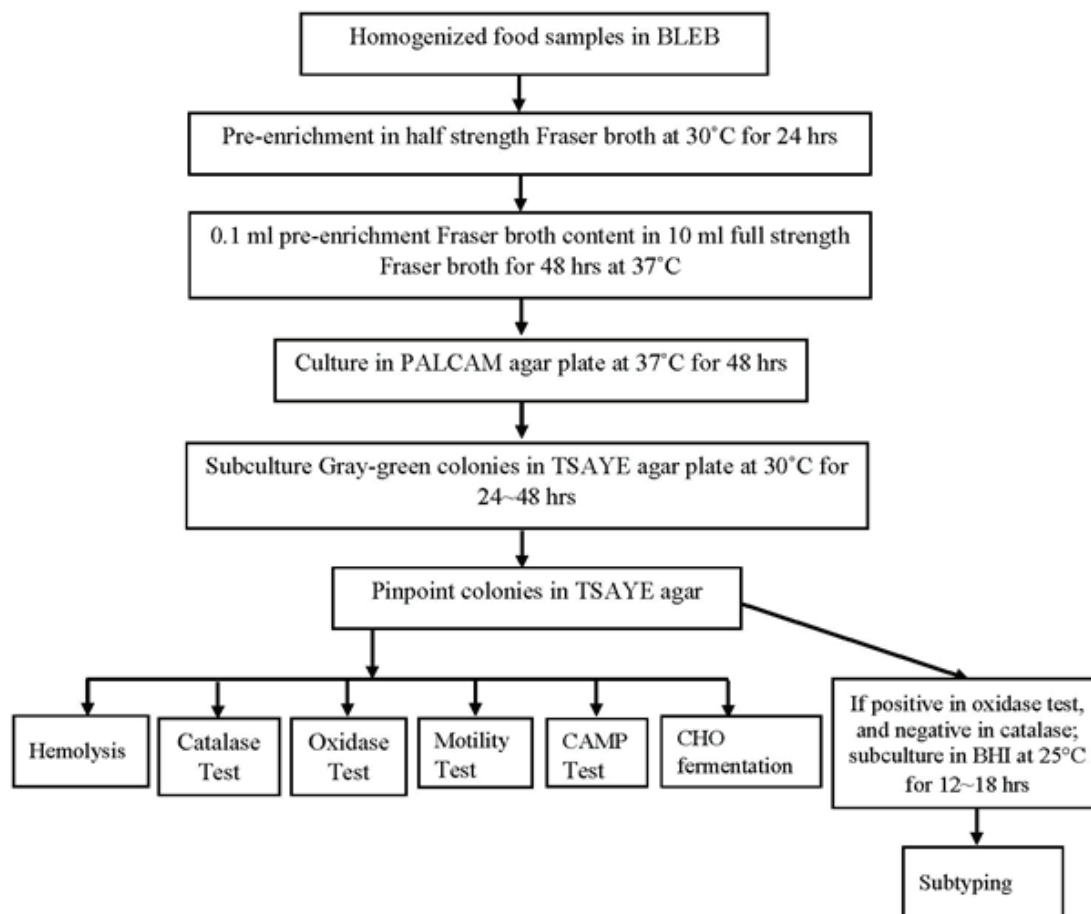 Homogenized food samples in BLEB
Pre-enrichment in half strength Fraser broth at 30˚C for 24 hrs
0.1 ml pre-enrichment Fraser broth content in 10 ml full strength
Fraser broth for 48 hrs at 37˚C
Culture in PALCAM agar plate at 37˚C for 48 hrs
Subculture Gray-green colonies in TSAYE agar plate at 30˚C for
24~48 hrs
Pinpoint colonies in TSAYE agar
Hemolysis
Catalase
Test
Oxidase
Test
Motility
Test
CAMP
Test
CHO
fermentation
If positive in oxidase test,
and negative in catalase;
subculture in BHI at 25°C
for 12~18 hrs
Subtyping